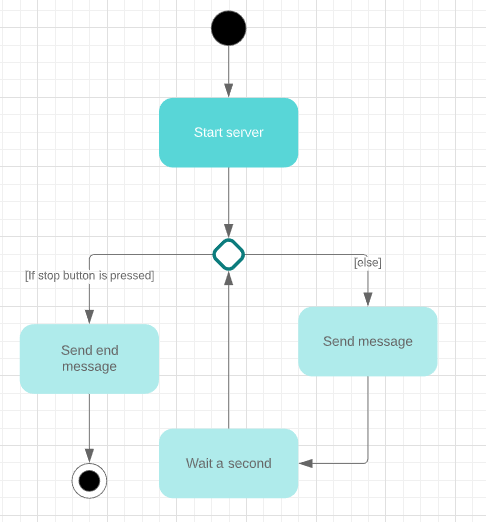 Start server
[else]
[If stop button is pressed]
Send end
message
Send message
Wait a second